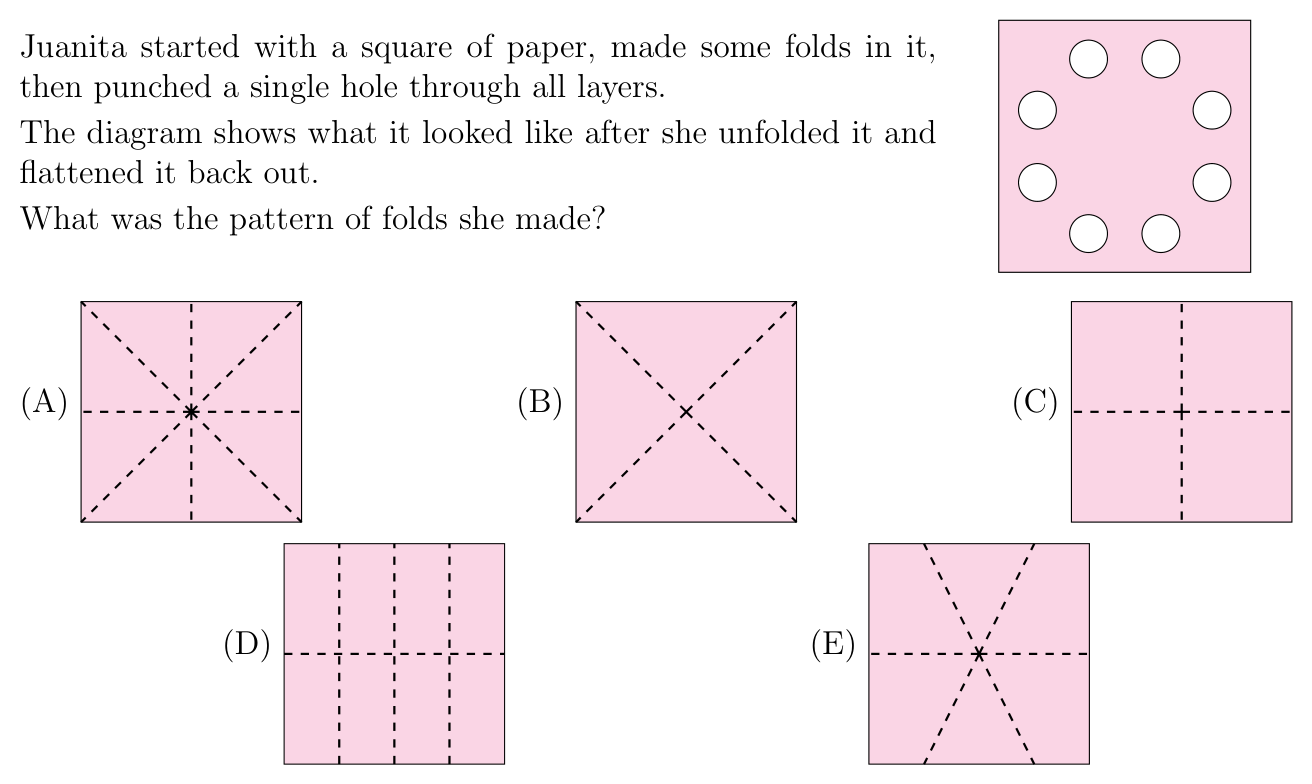 Juanita started with a square of paper, made some folds in it,
then punched a single hole through all layers.
The diagram shows what it looked like after she unfolded it and
flattened it back out.
What was the pattern of folds she made?
(A)
(B)
(C)
(D)
(E)